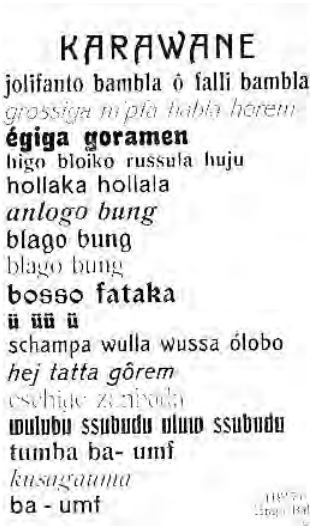 KARAWANE
jolifanto bambla ô falli bambla
grossiga m'pfa habla horem
égiga goramen
higo bloiko russula huju
hollaka hollala
anlogo bung
blago bung
blago bung
bosso fataka
ü üü ü
schampa wulla wussa ólobo
hej tatta gôrem
eschige zunbada
wulubu ssubudu uluw ssubudu
tumba ba- umf
kusagauma
ba - umf